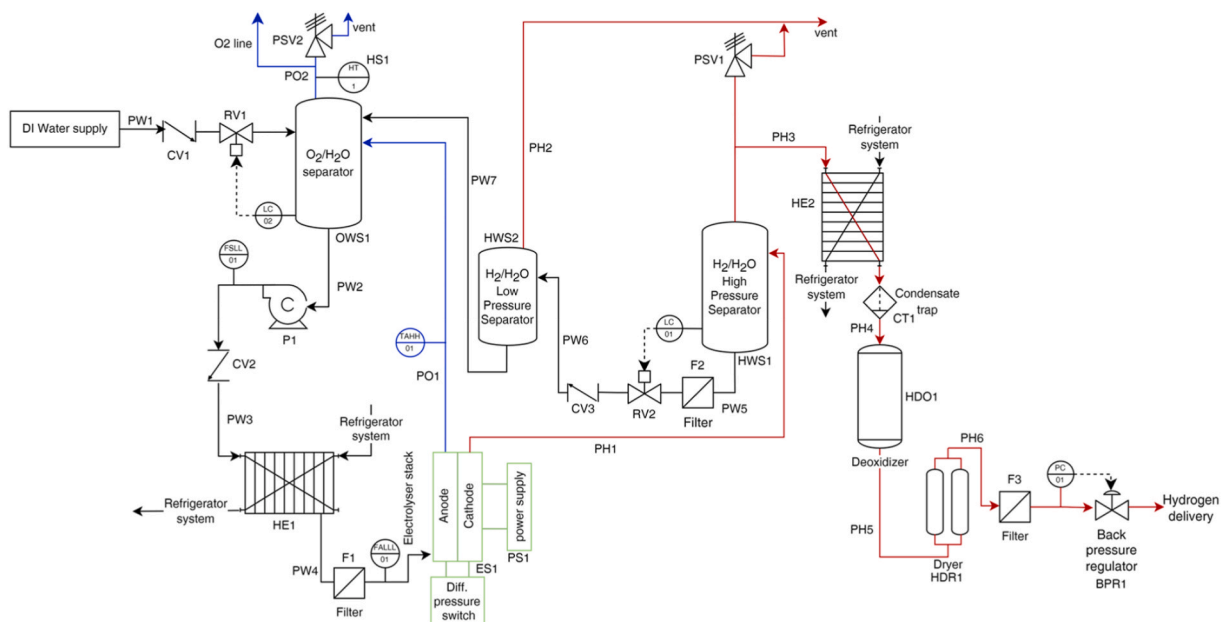 O2 line
PSV2
vent
PO2
HT
1
HS1
DI Water supply
PW1
CV1
RV1
O₂/H₂O
separator
LC
02
OWS1
FSLL
01
PW2
P1
CV2
PW3
Refrigerator
system
Refrigerator
system
HE1
PW4
F1
Filter
FALLL
01
TAHH
01
PO1
Electrolyser stack
Anode
Cathode
power supply
PS1
ES1
Diff.
pressure
switch
PH1
PW7
HWS2
H₂/H₂O
Low
Pressure
Separator
PH2
PW6
CV3
LC
01
RV2
F2
Filter
PW5
HWS1
H₂/H₂O
High
Pressure
Separator
PSV1
vent
PH3
Refrigerator
system
HE2
Refrigerator
system
Condensate
trap
CT1
PH4
HDO1
Deoxidizer
PH5
PH6
Dryer
HDR1
F3
Filter
PC
01
Back
pressure
regulator
BPR1
Hydrogen
delivery